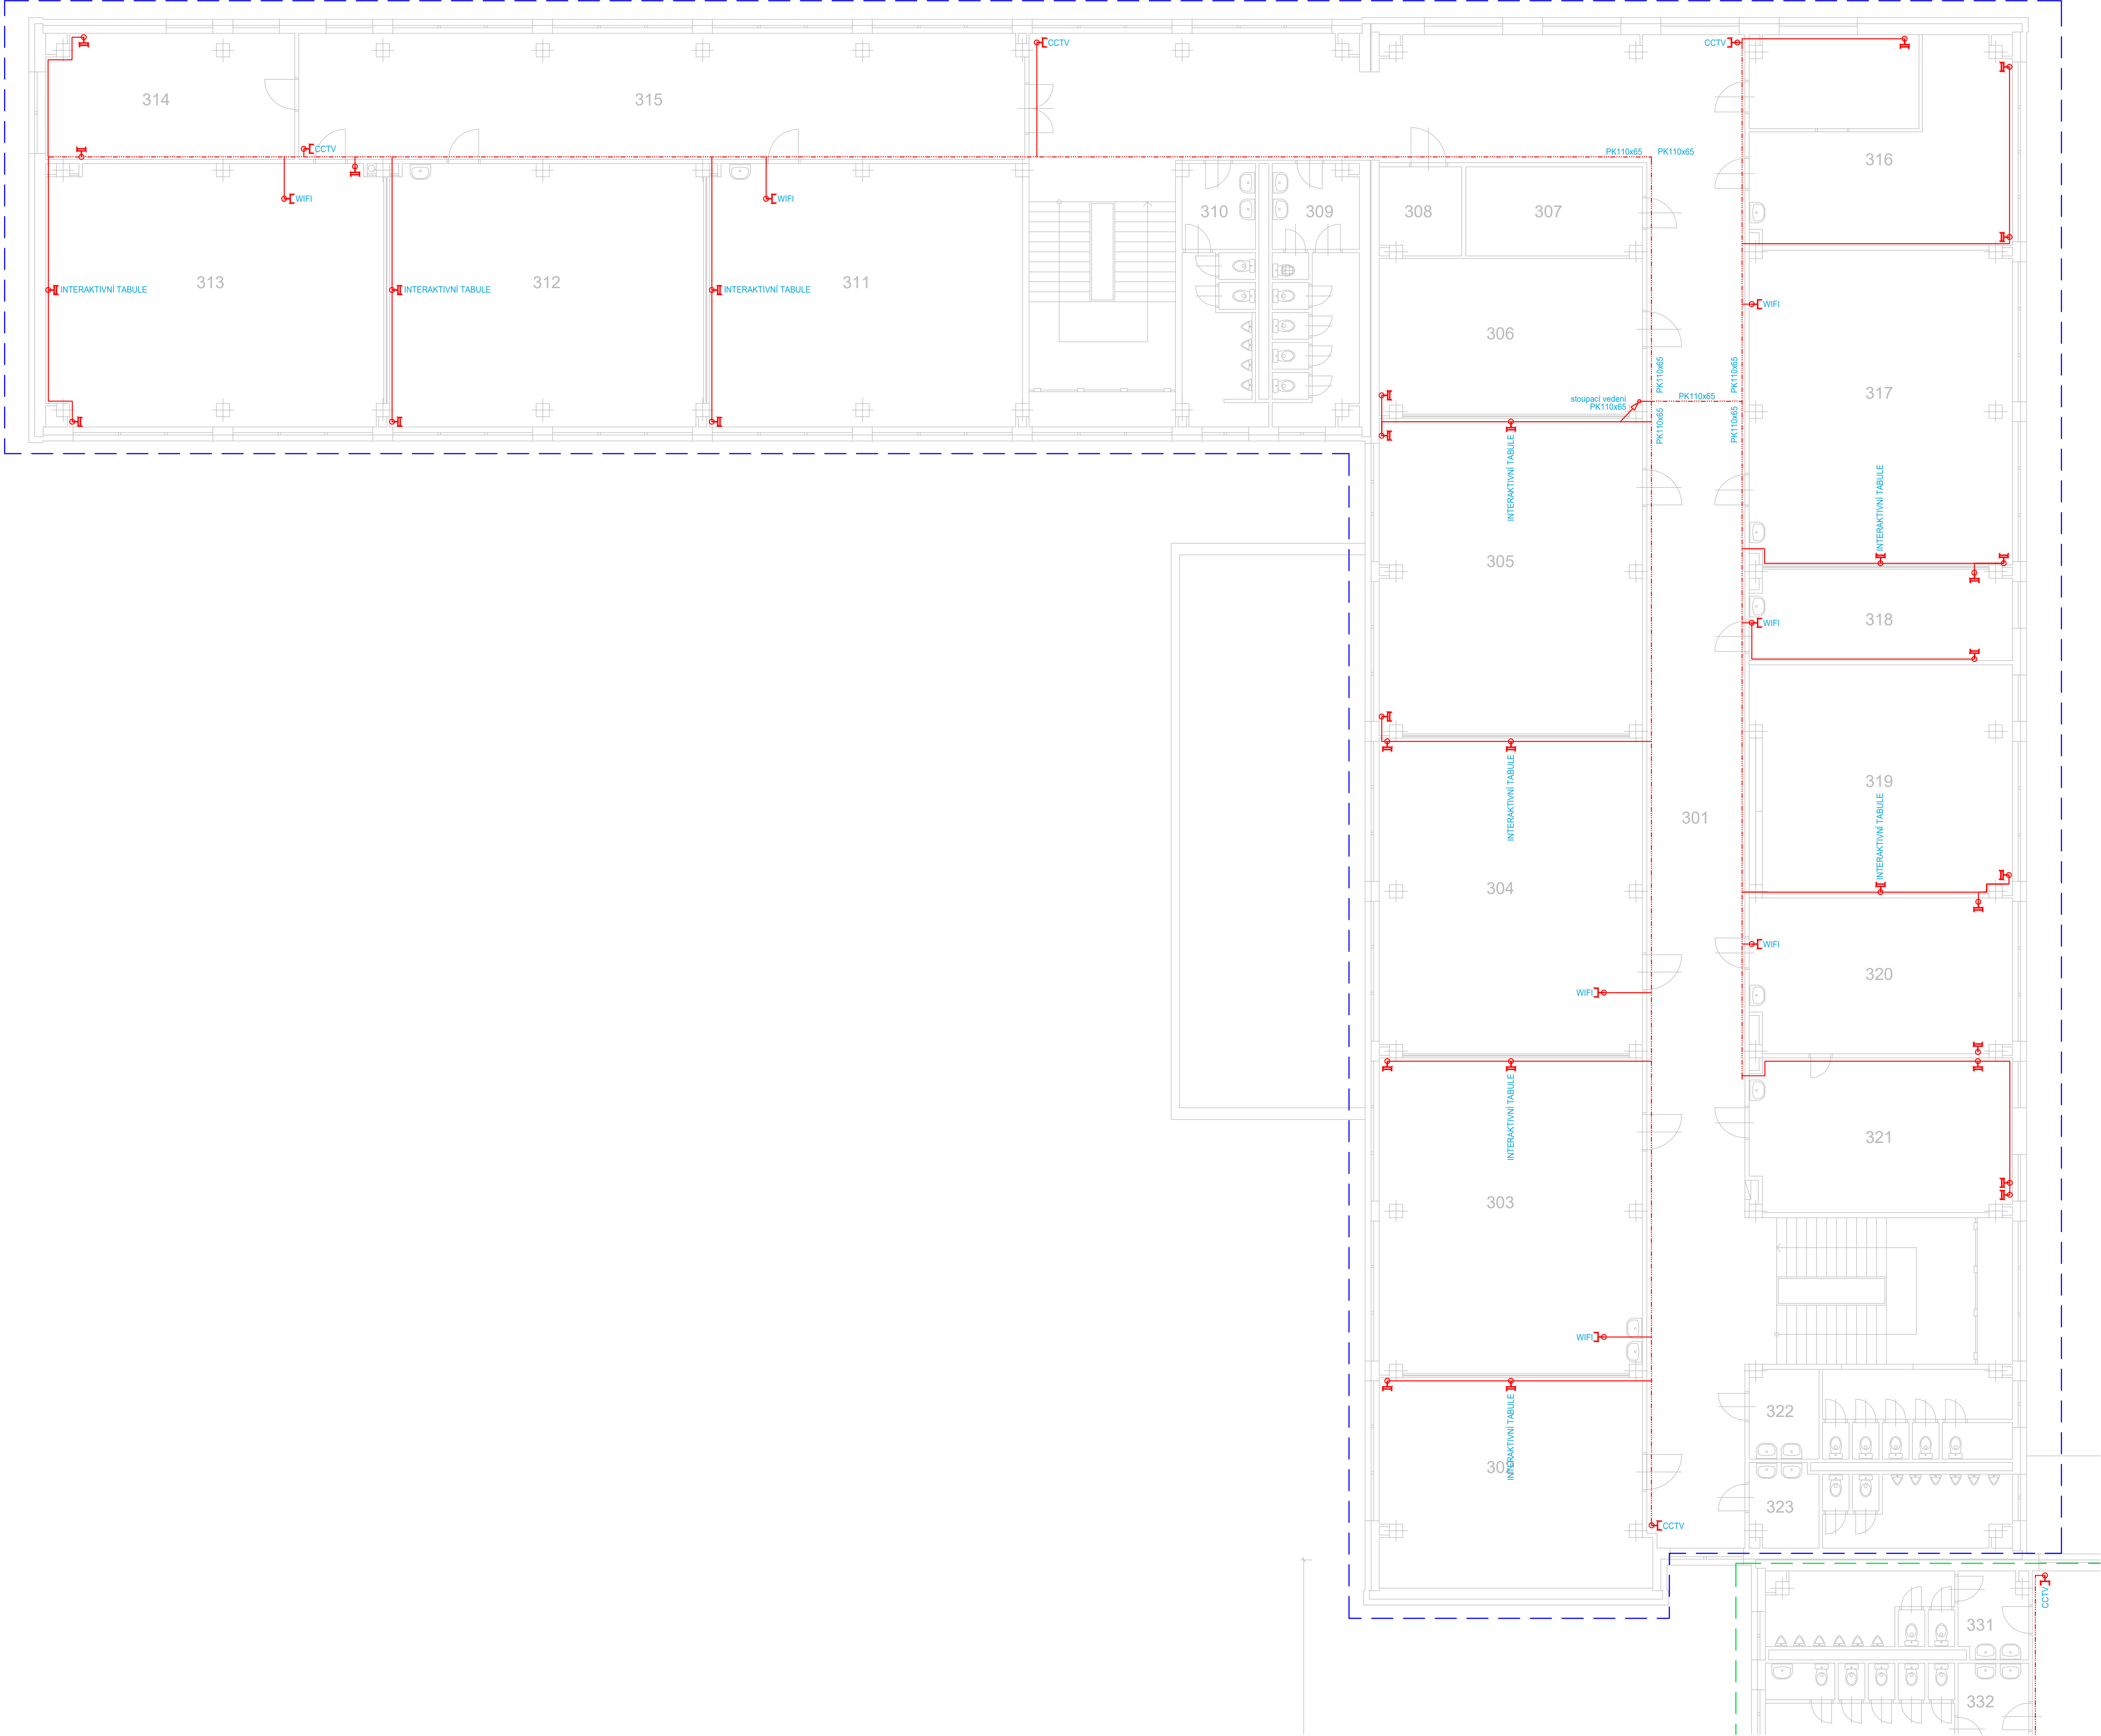 CCTV
CCTV
314
315
CCTV
316
PK110x65
PK110x65
WIFI
WIFI
310
309
308
307
313
312
311
INTERAKTIVNÍ TABULE
INTERAKTIVNÍ TABULE
INTERAKTIVNÍ TABULE
WIFI
306
PK110x65
PK110x65
317
stoupací vedení
PK110x65
PK110x65
PK110x65
PK110x65
INTERAKTIVNÍ TABULE
INTERAKTIVNÍ TABULE
305
318
WIFI
INTERAKTIVNÍ TABULE
319
301
INTERAKTIVNÍ TABULE
304
WIFI
320
WIFI
INTERAKTIVNÍ TABULE
321
303
WIFI
322
INTERAKTIVNÍ TABULE
323
CCTV
CCTV
331
332